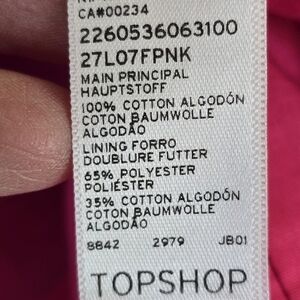 CA#00234
2260536063100
27L07FPNK
MAIN PRINCIPAL
HAUPTSTOFF
100% COTTON ALGODÓN
COTON BAUMWOLLE
ALGODÃO
LINING FORRO
DOUBLURE FUTTER
65% POLYESTER
POLIÉSTER
35% COTTON ALGODÓN
COTON BAUMWOLLE
ALGODÃO
8842 2979 JB01
TOPSHOP